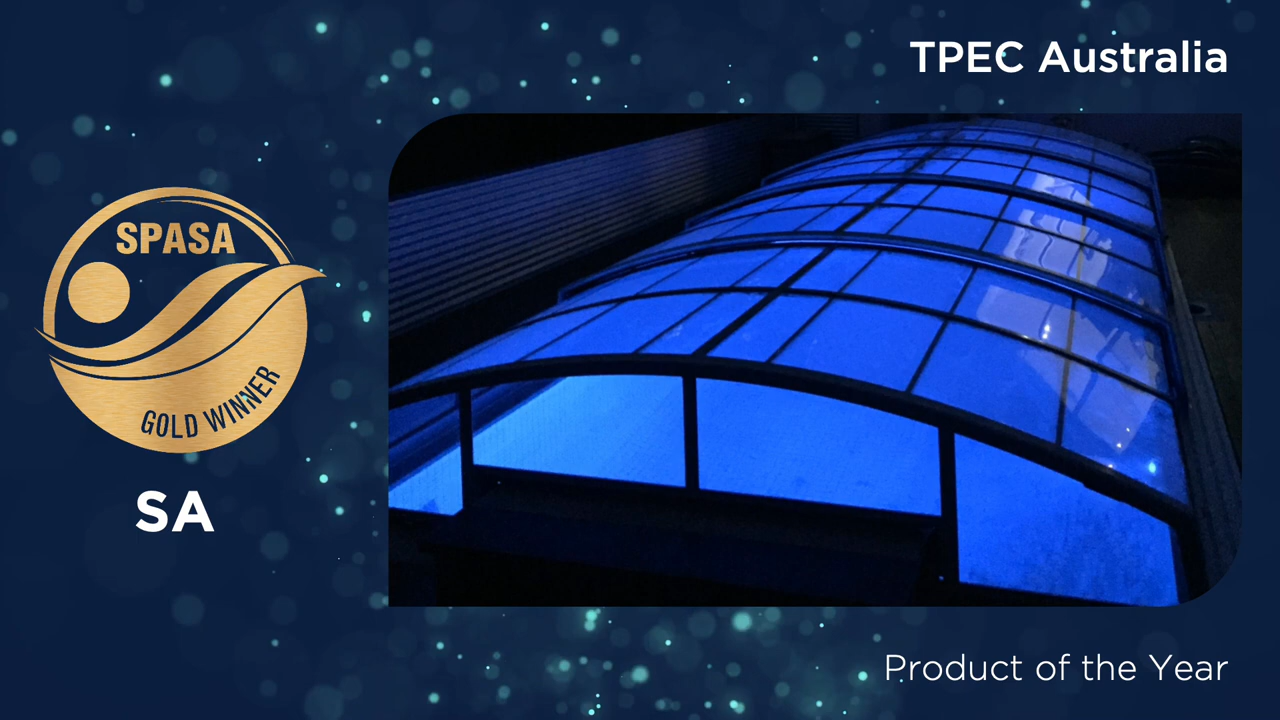 TPEC Australia
SPASA
GOLD WINNER
SA
Product of the Year